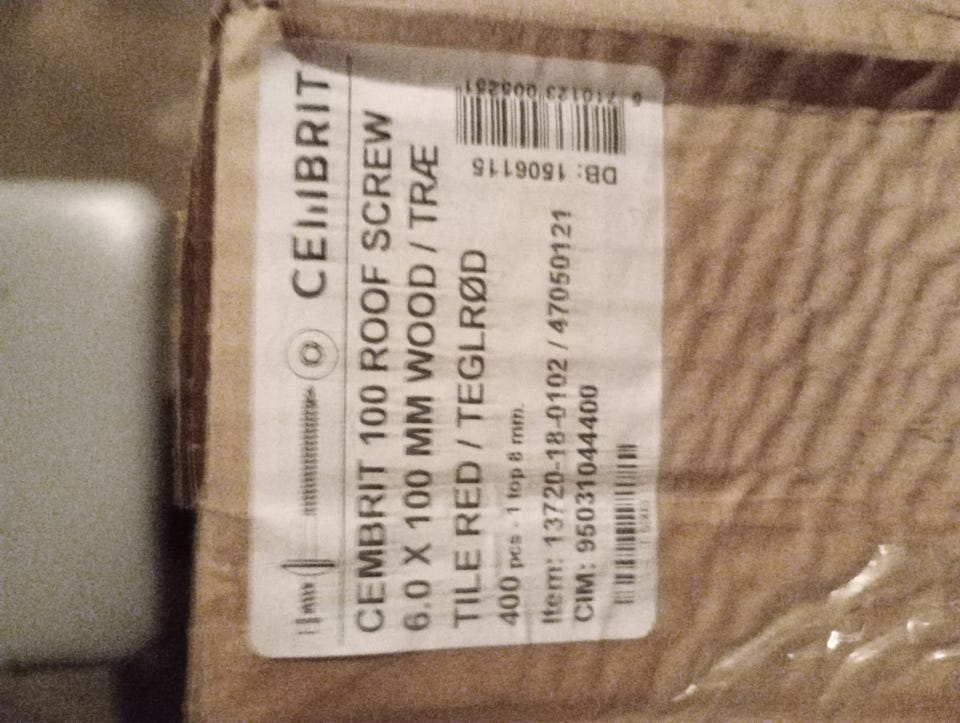 CEMBRIT
CEMBRIT 100 ROOF SCREW
6.0 X 100 MM WOOD / TRÆ
TILE RED / TEGLRØD
400 pcs - 1 top 8 mm.
Item: 13720-18-0102 / 47050121
CIM: 95031044400
DB: 1506115